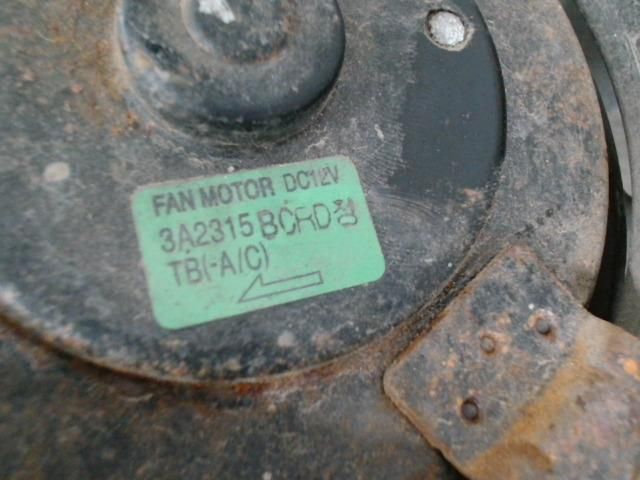 FAN MOTOR DC12V
3A2315 BCRD
TB(-A/C)